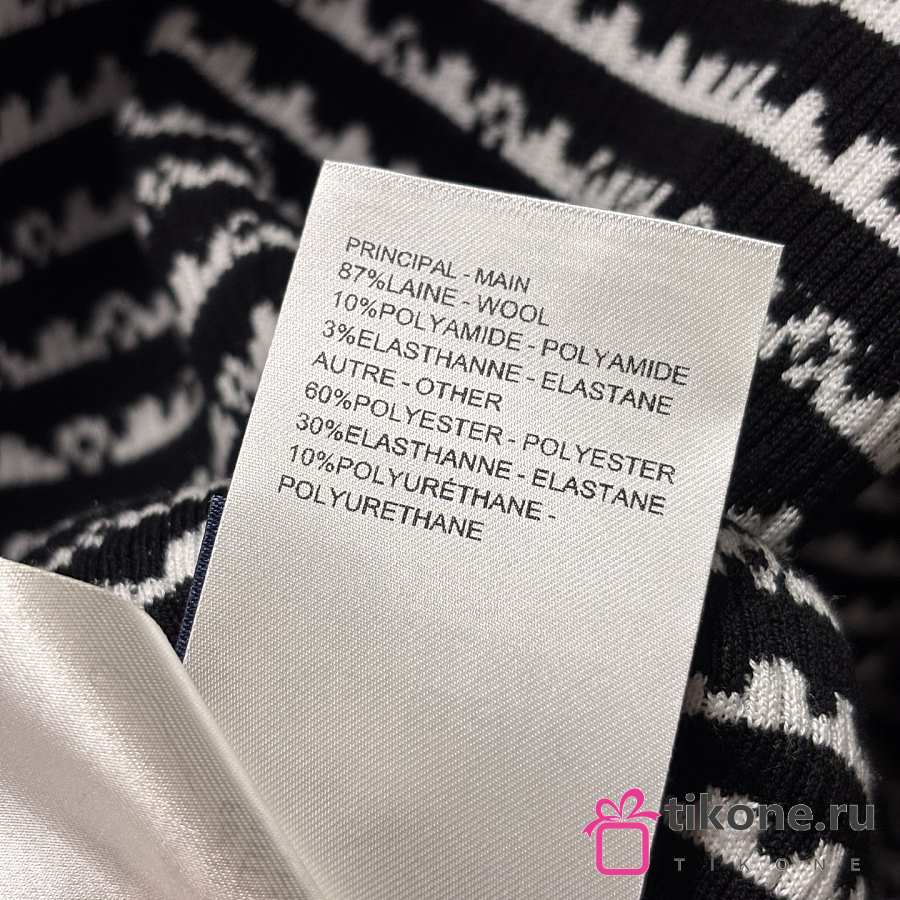 PRINCIPAL - MAIN
87%LAINE - WOOL
10%POLYAMIDE - POLYAMIDE
3%ELASTHANNE - ELASTANE
AUTRE - OTHER
60%POLYESTER - POLYESTER
30%ELASTHANNE - ELASTANE
10%POLYURÉTHANE -
POLYURETHANE
tikone.ru
TIKONE